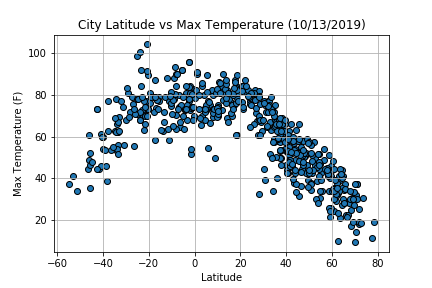 City Latitude vs Max Temperature (10/13/2019)
Max Temperature (F)
100
80
60
40
20
−60 −40 −20 0 20 40 60 80
Latitude